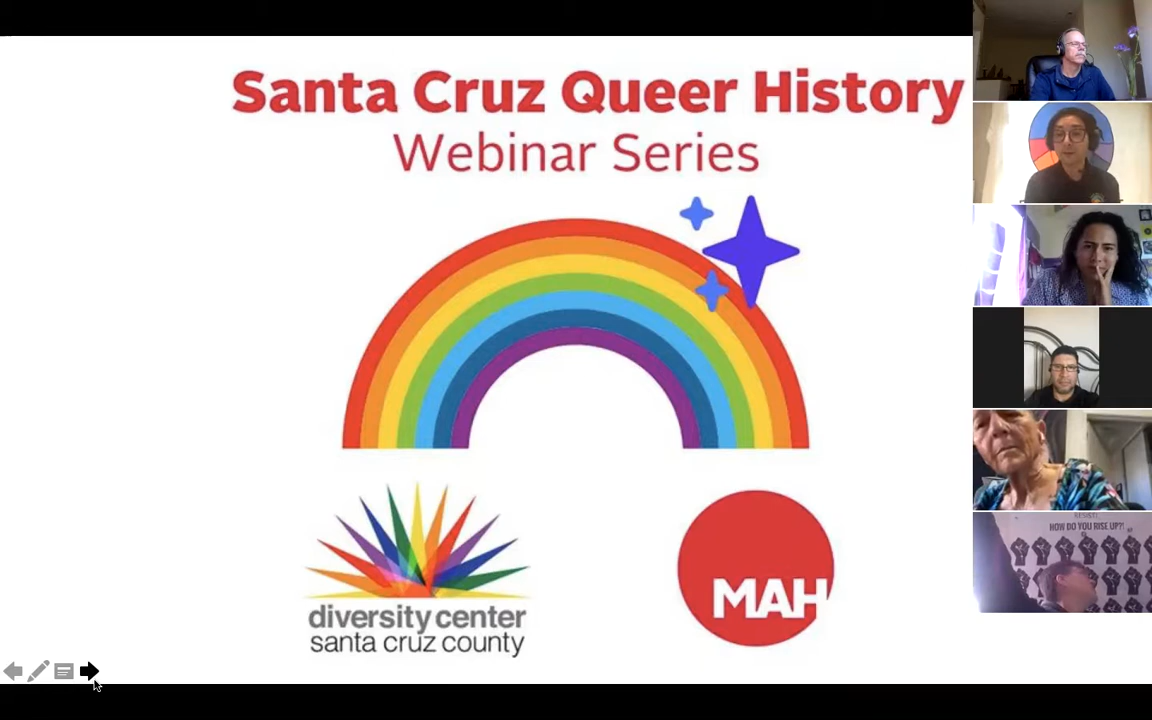 Santa Cruz Queer History
Webinar Series
diversity center
santa cruz county
MAH
HOW DO YOU RISE UP?!